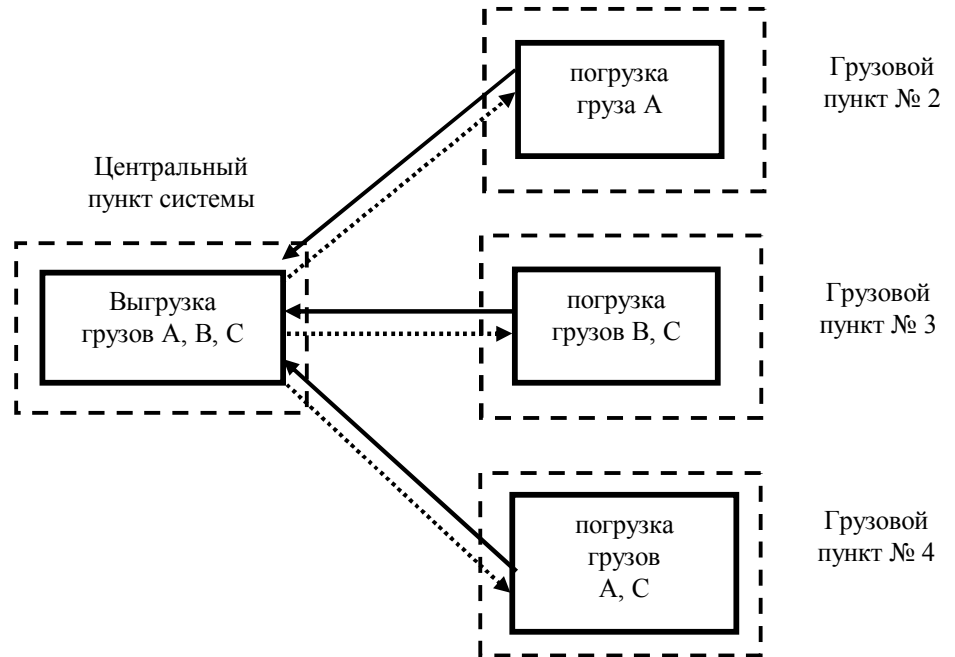 погрузка
груза А
Грузовой
пункт № 2
Центральный
пункт системы
Выгрузка
грузов А, В, С
погрузка
грузов В, С
Грузовой
пункт № 3
погрузка
грузов
А, С
Грузовой
пункт № 4